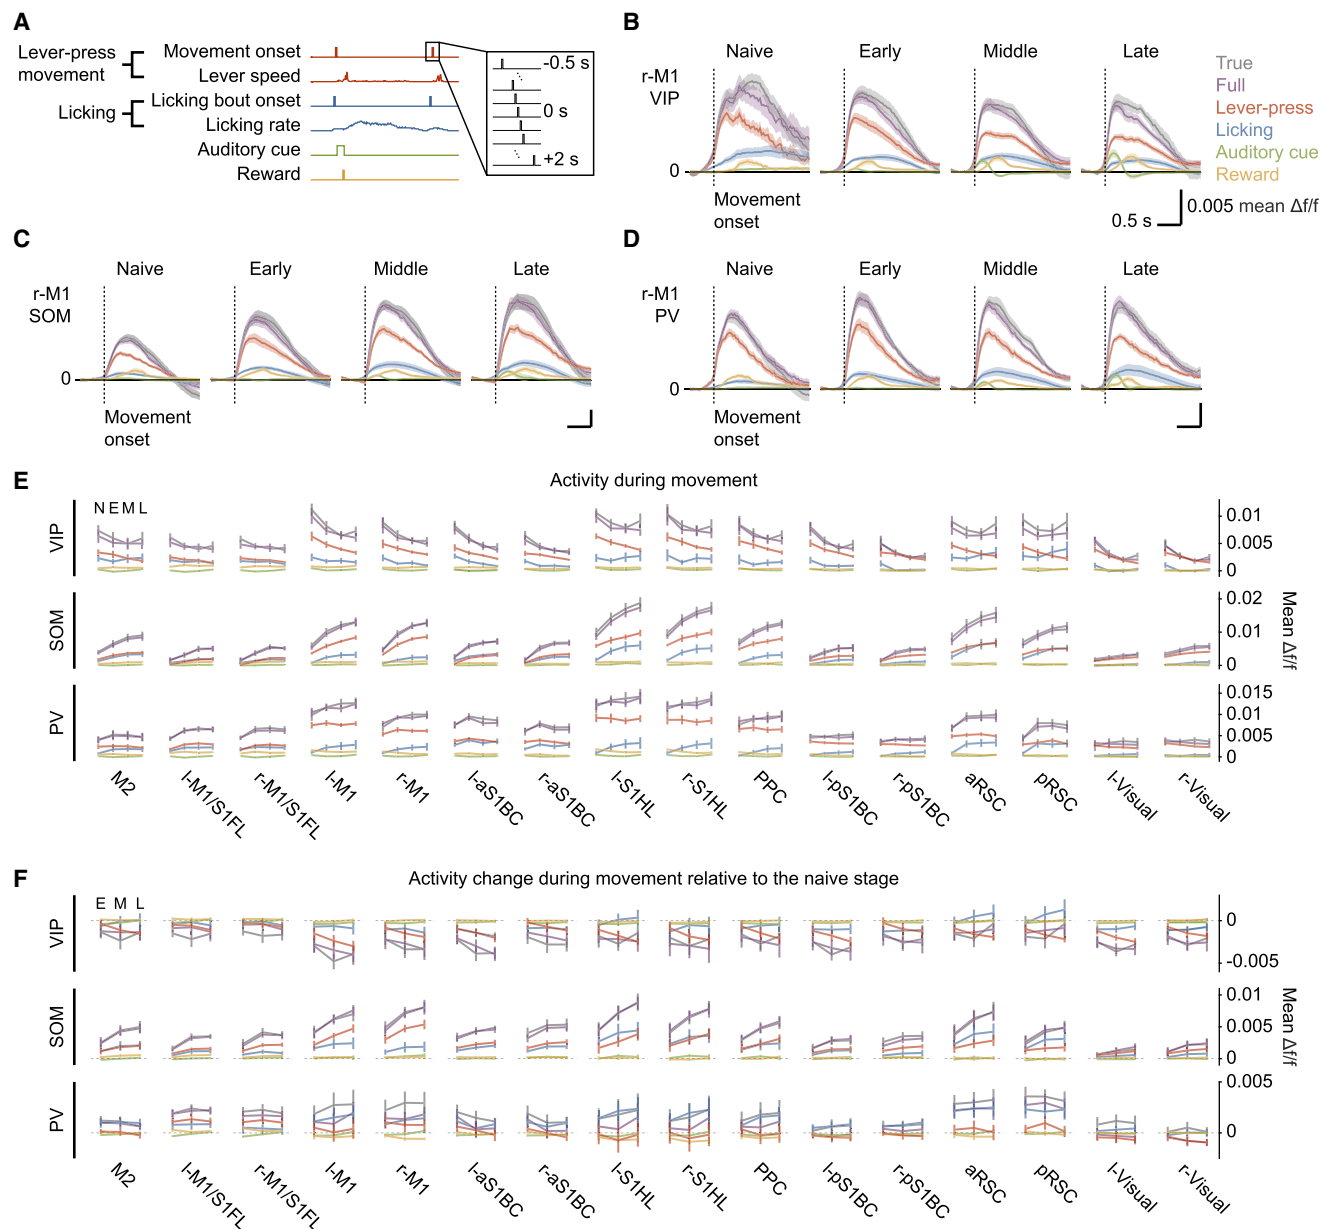 A
Lever-press
movement
Licking
Movement onset
Lever speed
Licking bout onset
Licking rate
Auditory cue
Reward
-0.5 s
0 s
+2 s
B
Naive
Early
Middle
Late
r-M1
VIP
0
Movement
onset
True
Full
Lever-press
Licking
Auditory cue
Reward
0.5 s
0.005 mean Δf/f
C
Naive
Early
Middle
Late
r-M1
SOM
0
Movement
onset
D
Naive
Early
Middle
Late
r-M1
PV
0
Movement
onset
E
Activity during movement
N E M L
VIP
0.01
0.005
0
SOM
0.02
0.01
0
Mean Δf/f
PV
0.015
0.01
0.005
0
M2
l-M1/S1FL
r-M1/S1FL
l-M1
r-M1
l-aS1BC
r-aS1BC
l-S1HL
r-S1HL
PPC
l-pS1BC
r-pS1BC
aRSC
pRSC
l-Visual
r-Visual
F
Activity change during movement relative to the naive stage
E M L
VIP
0
-0.005
SOM
0.01
0.005
0
Mean Δf/f
PV
0.005
0
M2
l-M1/S1FL
r-M1/S1FL
l-M1
r-M1
l-aS1BC
r-aS1BC
l-S1HL
r-S1HL
PPC
l-pS1BC
r-pS1BC
aRSC
pRSC
l-Visual
r-Visual